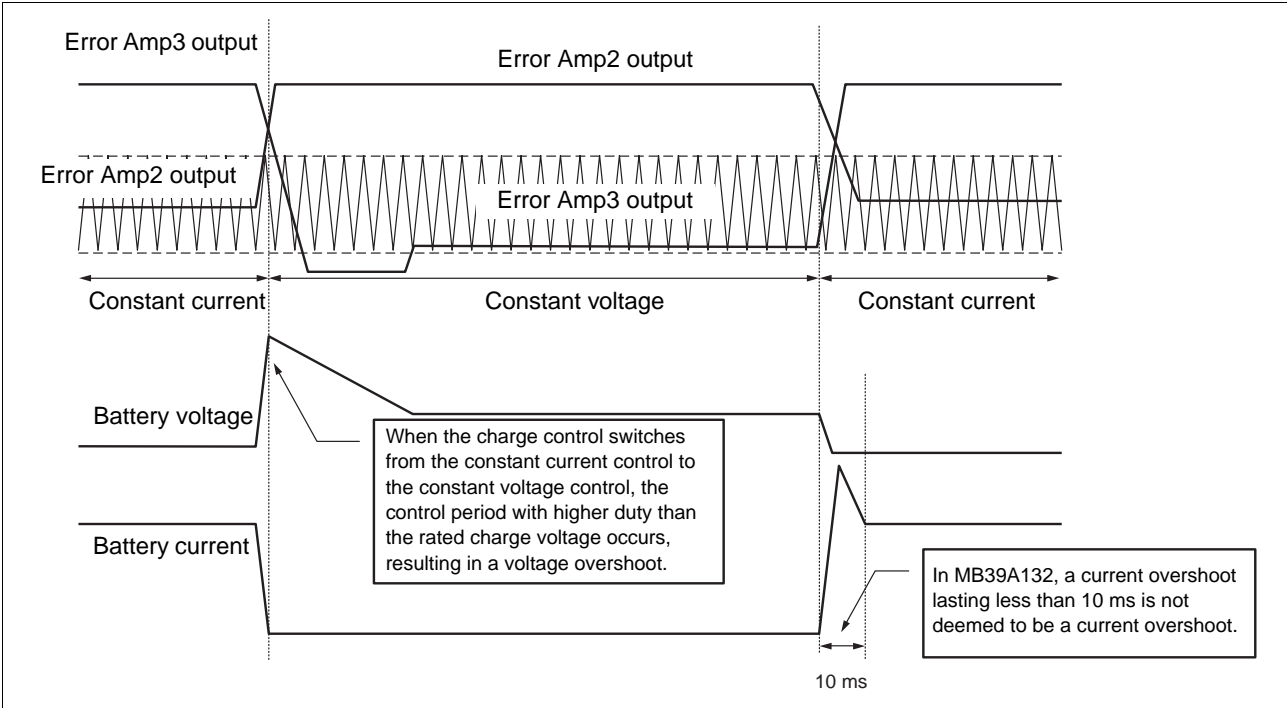 Error Amp3 output
Error Amp2 output
Error Amp2 output
Error Amp3 output
Constant current
Constant voltage
Constant current
Battery voltage
When the charge control switches
from the constant current control to
the constant voltage control, the
control period with higher duty than
the rated charge voltage occurs,
resulting in a voltage overshoot.
Battery current
In MB39A132, a current overshoot
lasting less than 10 ms is not
deemed to be a current overshoot.
10 ms